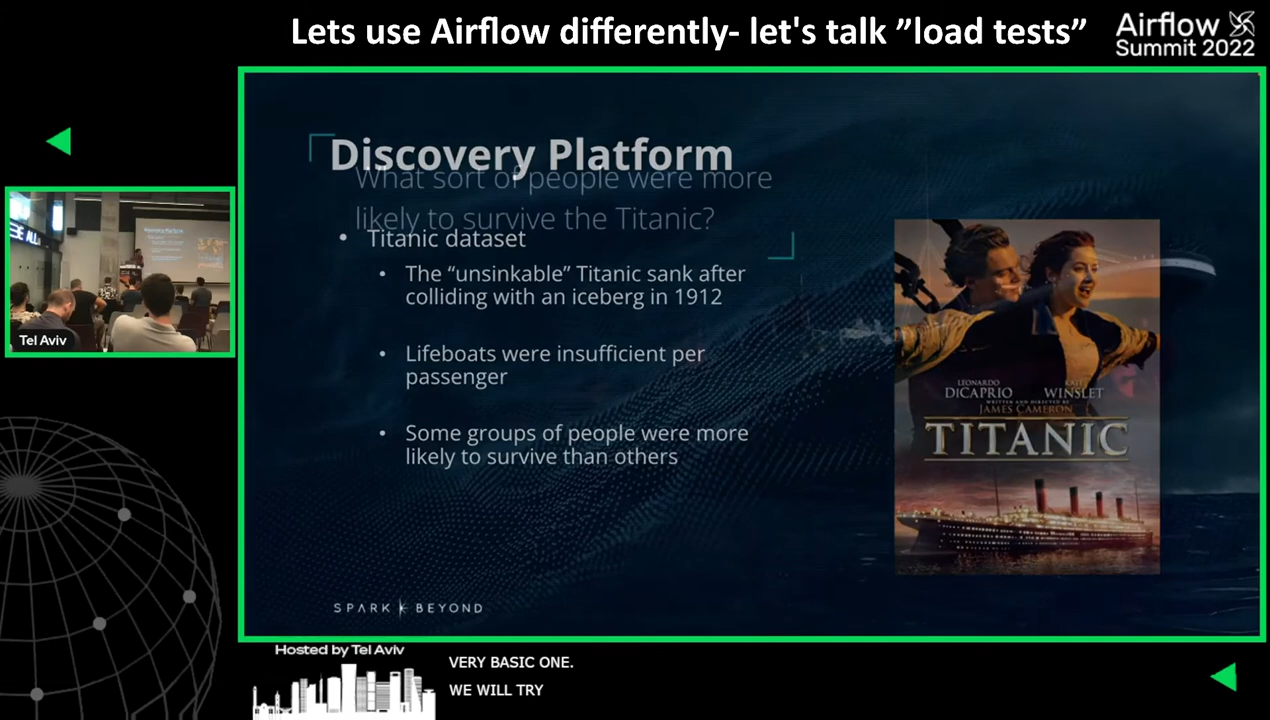 Lets use Airflow differently- let's talk ”load tests”
Airflow
Summit 2022
Discovery Platform
What sort of people were more
likely to survive the Titanic?
• Titanic dataset
• The “unsinkable” Titanic sank after
colliding with an iceberg in 1912
• Lifeboats were insufficient per
passenger
• Some groups of people were more
likely to survive than others
LEONARDO
DICAPRIO
KATE
WINSLET
WRITTEN AND DIRECTED BY
JAMES CAMERON
TITANIC
SPARK BEYOND
Discovery Platform
Tel Aviv
Hosted by Tel Aviv
VERY BASIC ONE.
WE WILL TRY